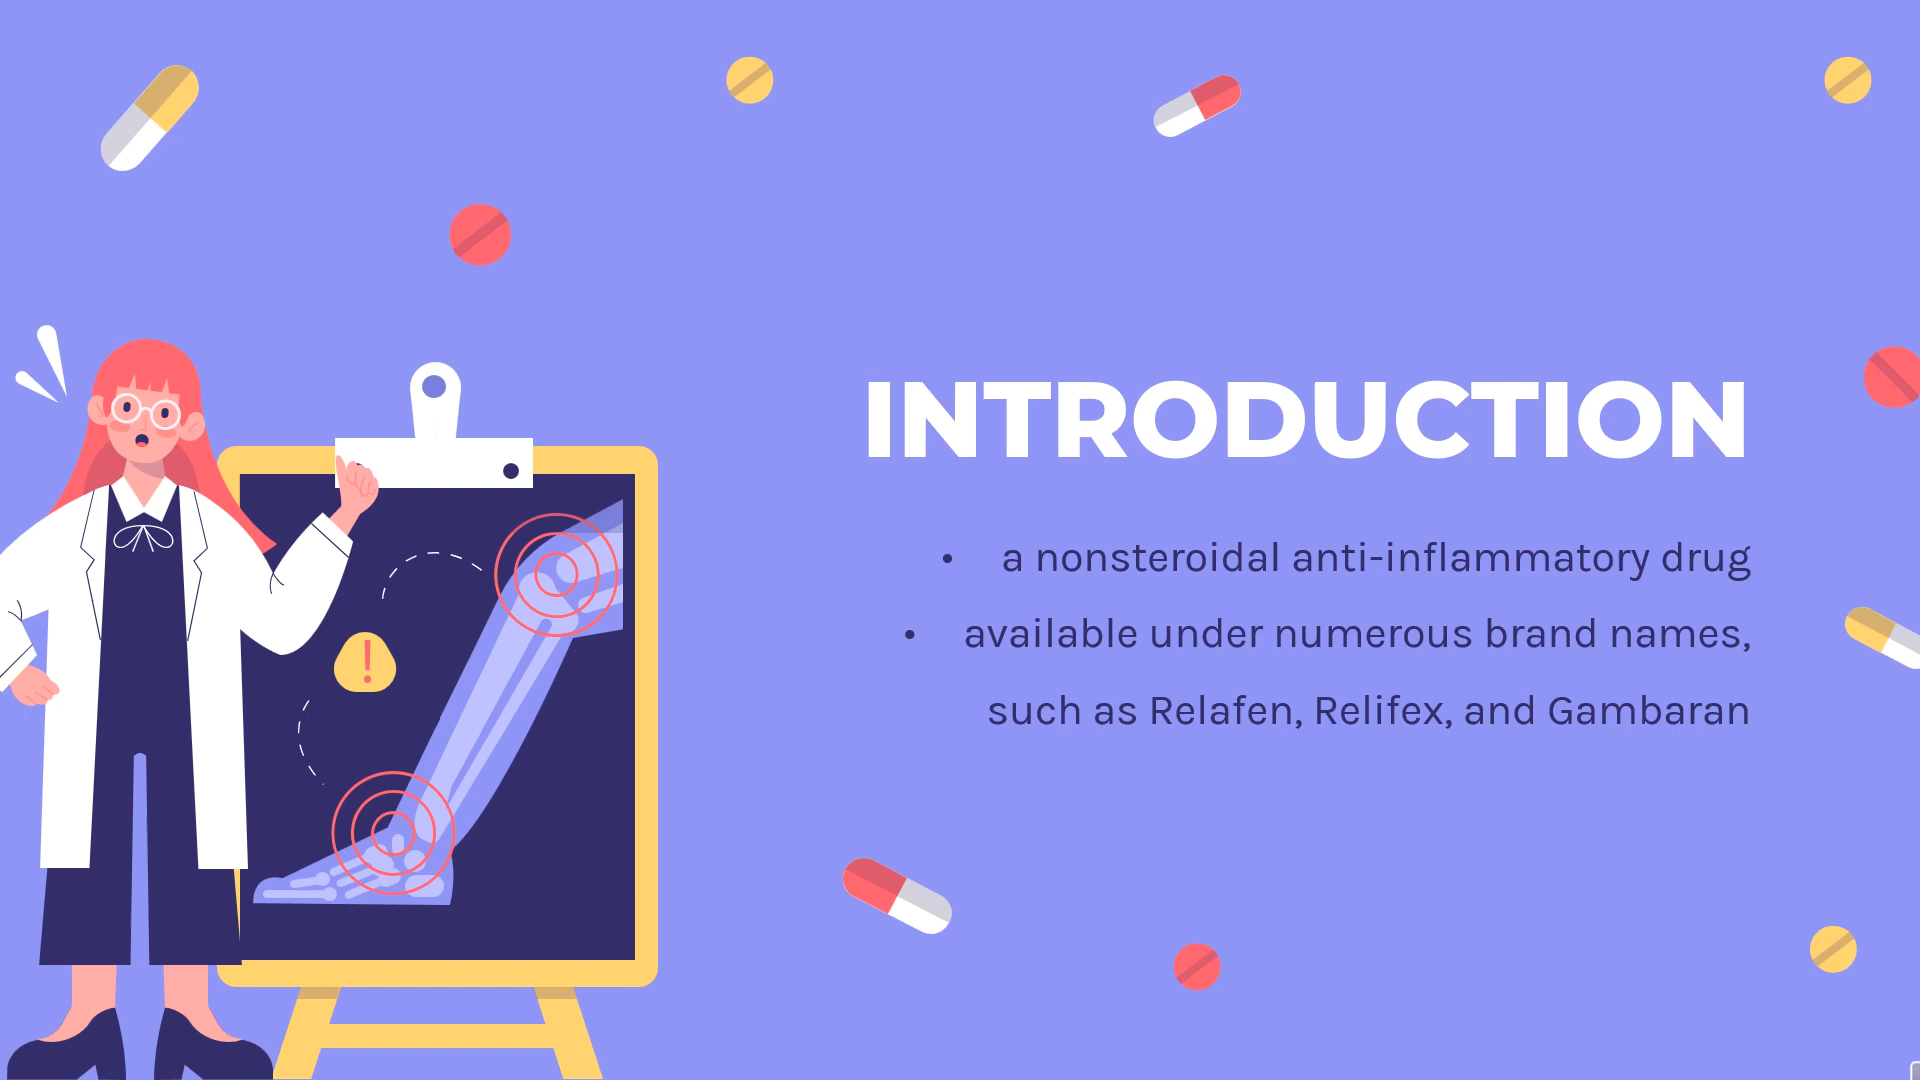 INTRODUCTION
• a nonsteroidal anti-inflammatory drug
• available under numerous brand names,
such as Relafen, Relifex, and Gambaran
!